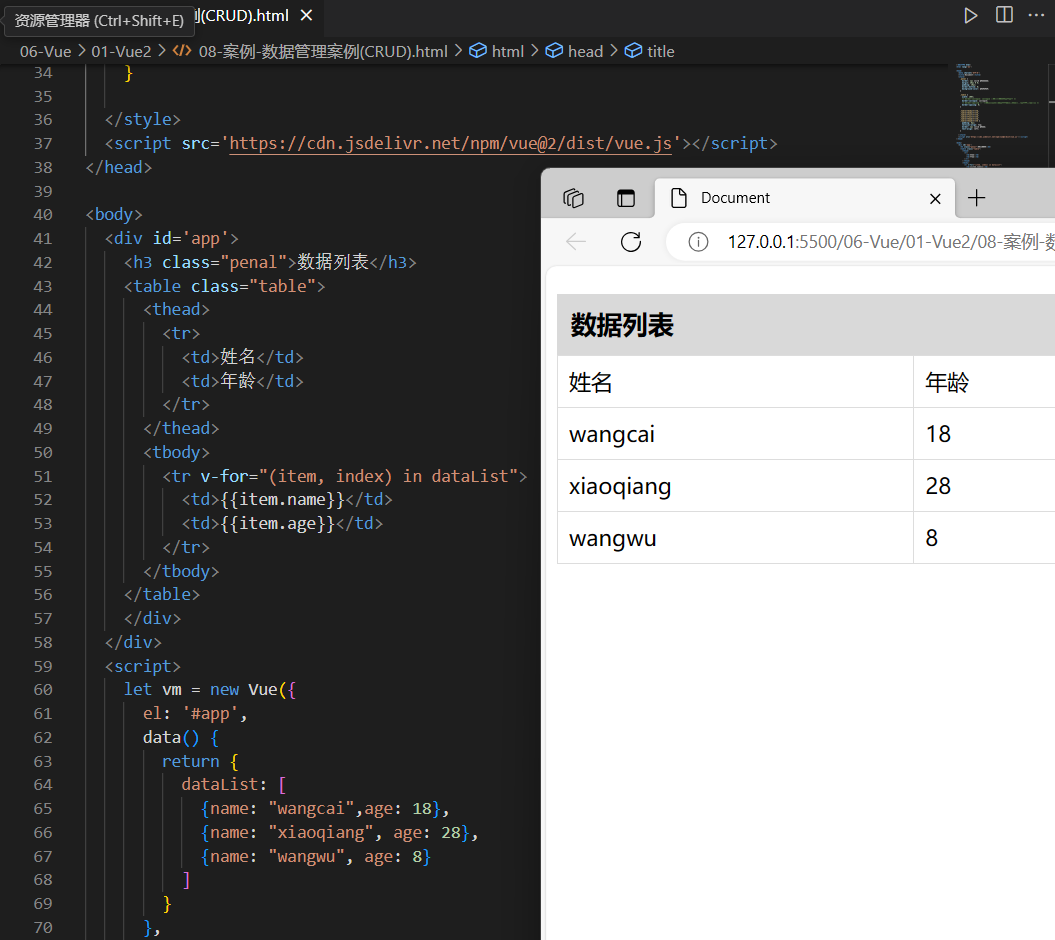 资源管理器 (Ctrl+Shift+E)
(CRUD).html
06-Vue > 01-Vue2 > 08-案例-数据管理案例(CRUD).html > html > head > title
34 }
35
36 </style>
37 <script src='https://cdn.jsdelivr.net/npm/vue@2/dist/vue.js'></script>
38 </head>
39
40 <body>
41 <div id='app'>
42 <h3 class="penal">数据列表</h3>
43 <table class="table">
44 <thead>
45 <tr>
46 <td>姓名</td>
47 <td>年龄</td>
48 </tr>
49 </thead>
50 <tbody>
51 <tr v-for="(item, index) in dataList">
52 <td>{{item.name}}</td>
53 <td>{{item.age}}</td>
54 </tr>
55 </tbody>
56 </table>
57 </div>
58 </div>
59 <script>
60 let vm = new Vue({
61 el: '#app',
62 data() {
63 return {
64 dataList: [
65 {name: "wangcai",age: 18},
66 {name: "xiaoqiang", age: 28},
67 {name: "wangwu", age: 8}
68 ]
69 }
70 },
Document
127.0.0.1:5500/06-Vue/01-Vue2/08-案例-数
数据列表
姓名 年龄
wangcai 18
xiaoqiang 28
wangwu 8